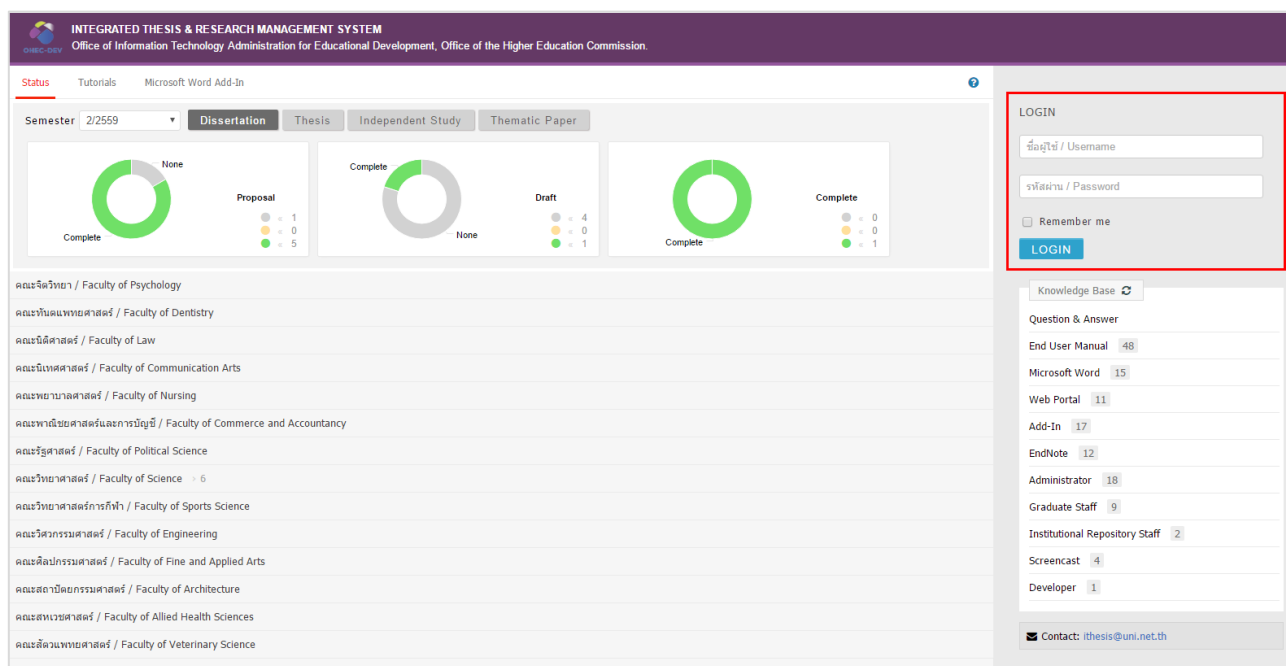 INTEGRATED THESIS & RESEARCH MANAGEMENT SYSTEM
OHEC-DEV Office of Information Technology Administration for Educational Development, Office of the Higher Education Commission.
Status Tutorials Microsoft Word Add-In
Semester 2/2559 Dissertation Thesis Independent Study Thematic Paper
None
Complete
Proposal
« 1
« 0
« 5
Complete
None
Draft
« 4
« 0
« 1
Complete
Complete
« 0
« 0
« 1
คณะจิตวิทยา / Faculty of Psychology
คณะทันตแพทยศาสตร์ / Faculty of Dentistry
คณะนิติศาสตร์ / Faculty of Law
คณะนิเทศศาสตร์ / Faculty of Communication Arts
คณะพยาบาลศาสตร์ / Faculty of Nursing
คณะพาณิชยศาสตร์และการบัญชี / Faculty of Commerce and Accountancy
คณะรัฐศาสตร์ / Faculty of Political Science
คณะวิทยาศาสตร์ / Faculty of Science › 6
คณะวิทยาศาสตร์การกีฬา / Faculty of Sports Science
คณะวิศวกรรมศาสตร์ / Faculty of Engineering
คณะศิลปกรรมศาสตร์ / Faculty of Fine and Applied Arts
คณะสถาปัตยกรรมศาสตร์ / Faculty of Architecture
คณะสหเวชศาสตร์ / Faculty of Allied Health Sciences
คณะสัตวแพทยศาสตร์ / Faculty of Veterinary Science
LOGIN
ชื่อผู้ใช้ / Username
รหัสผ่าน / Password
Remember me
LOGIN
Knowledge Base
Question & Answer
End User Manual 48
Microsoft Word 15
Web Portal 11
Add-In 17
EndNote 12
Administrator 18
Graduate Staff 9
Institutional Repository Staff 2
Screencast 4
Developer 1
Contact: ithesis@uni.net.th